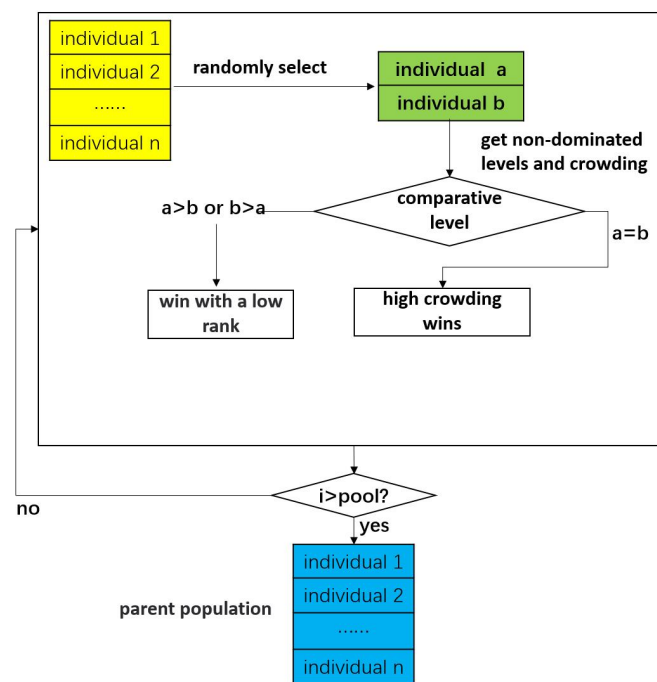 individual 1
individual 2
……
individual n
randomly select
individual a
individual b
get non-dominated
levels and crowding
comparative
level
a>b or b>a
a=b
win with a low
rank
high crowding
wins
i>pool?
no
yes
parent population
individual 1
individual 2
……
individual n